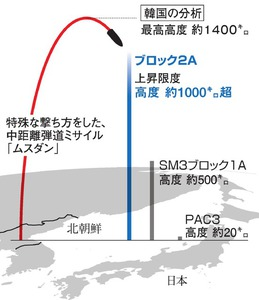 韓国の分析
最高高度 約1400㌔
ブロック2A
上昇限度
高度 約1000㌔超
特殊な撃ち方をした、
中距離弾道ミサイル
「ムスダン」
SM3ブロック1A
高度 約500㌔
北朝鮮
PAC3
高度 約20㌔
日本